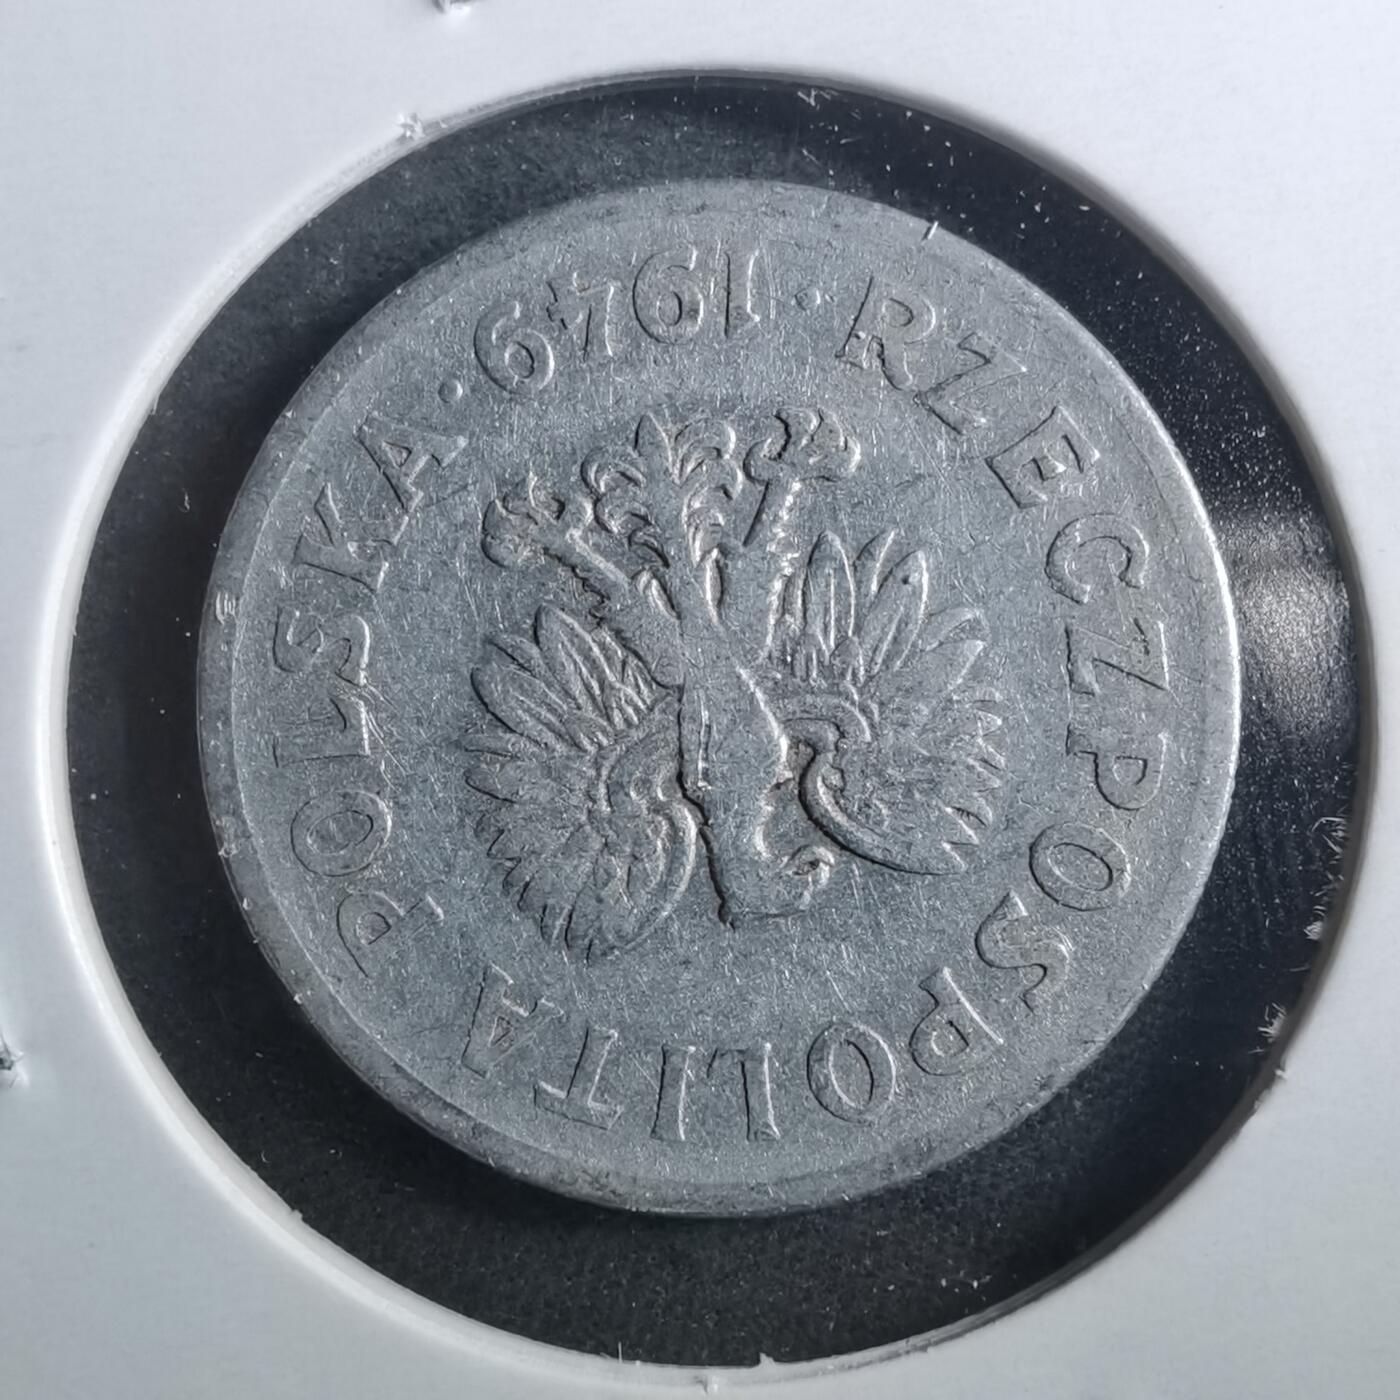 RZECZPOSPOLITA POLSKA · 1949 ·